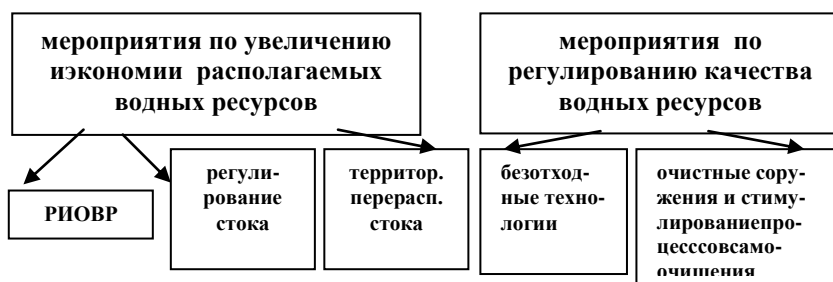 мероприятия по увеличению
иэкономии располагаемых
водных ресурсов
мероприятия по
регулированию качества
водных ресурсов
РИОВР
регули-
рование
стока
территор.
перерасп.
стока
безотход-
ные техно-
логии
очистные соору-
жения и стиму-
лированиепро-
цесссовсамо-
очишения